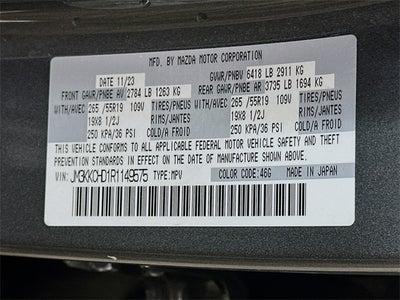 MFD. BY MAZDA MOTOR CORPORATION
DATE 11/23 GVWR/PNBV 6418 LB 2911 KG
FRONT GAWR/PNBE AV 2784 LB 1263 KG REAR GAWR/PNBE AR 3735 LB 1694 KG
WITH/AVEC 265 /55R19 109V TIRES/PNEUS WITH/AVEC 265 /55R19 109V TIRES/PNEUS
19X8 1/2J RIMS/JANTES 19X8 1/2J RIMS/JANTES
250 KPA/36 PSI COLD/A FROID 250 KPA/36 PSI COLD/A FROID
THIS VEHICLE CONFORMS TO ALL APPLICABLE FEDERAL MOTOR VEHICLE SAFETY AND THEFT
PREVENTION STANDARDS IN EFFECT ON THE DATE OF MANUFACTURE SHOWN ABOVE.
VIN: JM3KKCHD1R1149575 TYPE:MPV COLOR CODE:46G MADE IN JAPAN